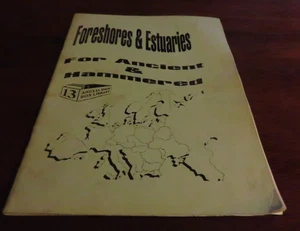 Foreshores & Estuaries
For Ancient
&
Hammered
13